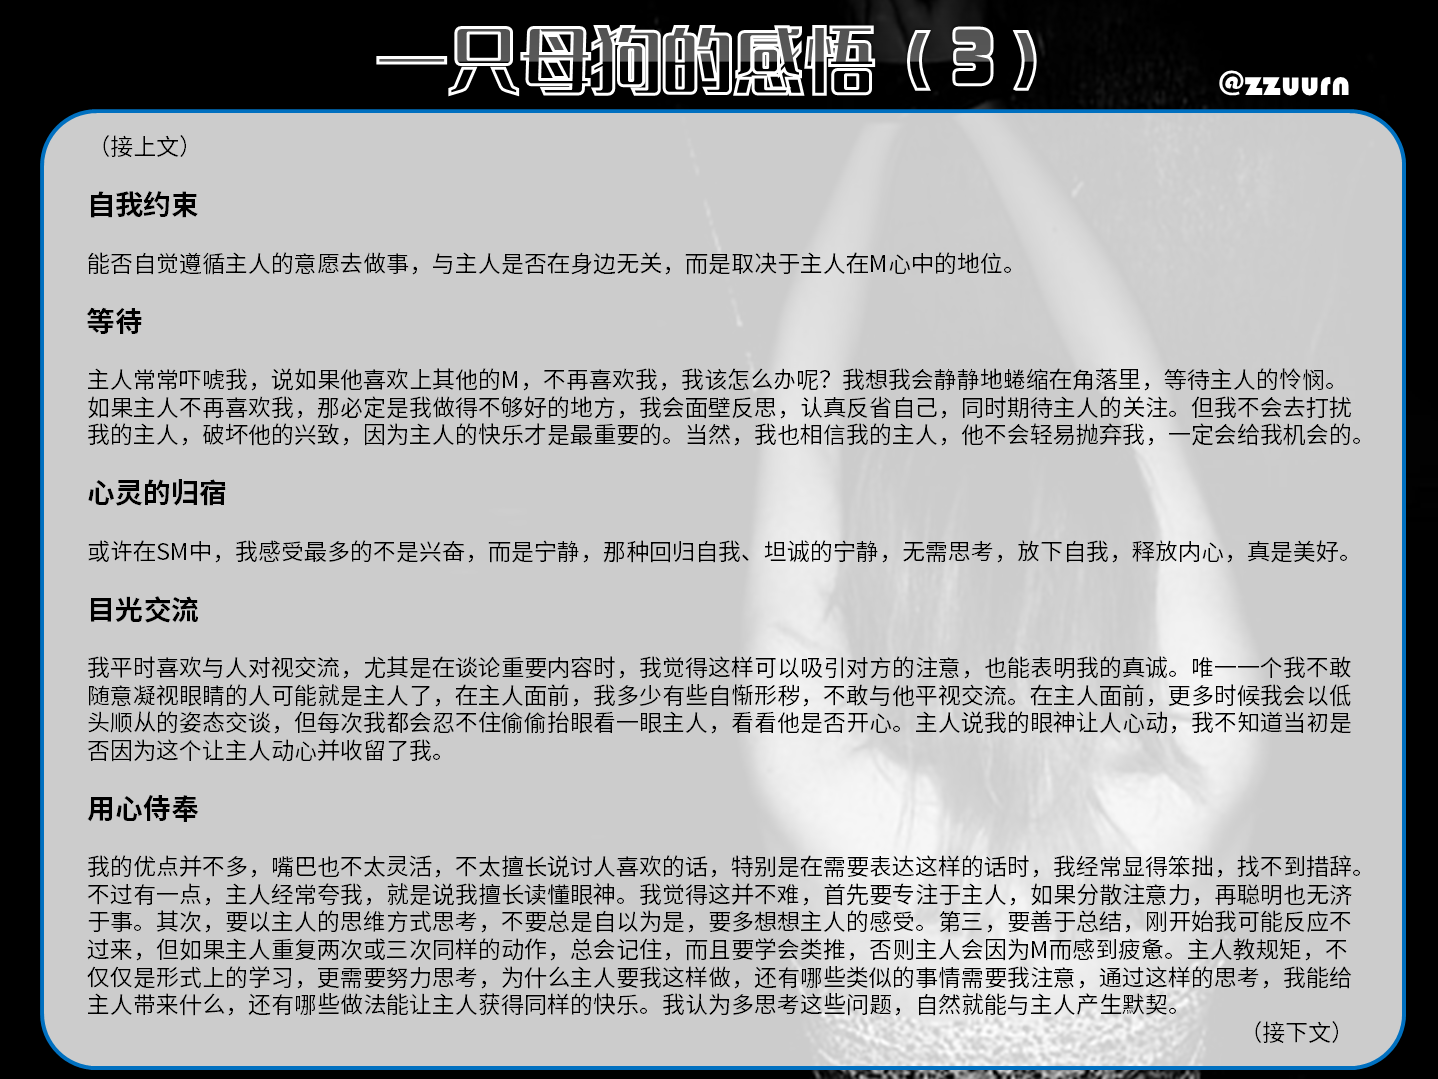 一只母狗的感悟（3）
@zzuurn
（接上文）
自我约束
能否自觉遵循主人的意愿去做事，与主人是否在身边无关，而是取决于主人在M心中的地位。
等待
主人常常吓唬我，说如果他喜欢上其他的M，不再喜欢我，我该怎么办呢？我想我会静静地蜷缩在角落里，等待主人的怜悯。
如果主人不再喜欢我，那必定是我做得不够好的地方，我会面壁反思，认真反省自己，同时期待主人的关注。但我不会去打扰
我的主人，破坏他的兴致，因为主人的快乐才是最重要的。当然，我也相信我的主人，他不会轻易抛弃我，一定会给我机会的。
心灵的归宿
或许在SM中，我感受最多的不是兴奋，而是宁静，那种回归自我、坦诚的宁静，无需思考，放下自我，释放内心，真是美好。
目光交流
我平时喜欢与人对视交流，尤其是在谈论重要内容时，我觉得这样可以吸引对方的注意，也能表明我的真诚。唯一一个我不敢
随意凝视眼睛的人可能就是主人了，在主人面前，我多少有些自惭形秽，不敢与他平视交流。在主人面前，更多时候我会以低
头顺从的姿态交谈，但每次我都会忍不住偷偷抬眼看一眼主人，看看他是否开心。主人说我的眼神让人心动，我不知道当初是
否因为这个让主人动心并收留了我。
用心侍奉
我的优点并不多，嘴巴也不太灵活，不太擅长说讨人喜欢的话，特别是在需要表达这样的话时，我经常显得笨拙，找不到措辞。
不过有一点，主人经常夸我，就是说我擅长读懂眼神。我觉得这并不难，首先要专注于主人，如果分散注意力，再聪明也无济
于事。其次，要以主人的思维方式思考，不要总是自以为是，要多想想主人的感受。第三，要善于总结，刚开始我可能反应不
过来，但如果主人重复两次或三次同样的动作，总会记住，而且要学会类推，否则主人会因为M而感到疲惫。主人教规矩，不
仅仅是形式上的学习，更需要努力思考，为什么主人要我这样做，还有哪些类似的事情需要我注意，通过这样的思考，我能给
主人带来什么，还有哪些做法能让主人获得同样的快乐。我认为多思考这些问题，自然就能与主人产生默契。
（接下文）